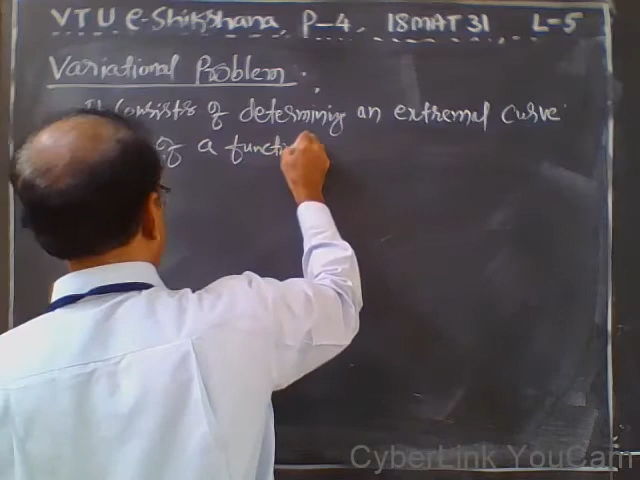 VTU e-Shikshana, P-4, 18MAT31 L-5
Variational Problem.
It Consists of determining an extremal curve
of a functi
CyberLink YouCam